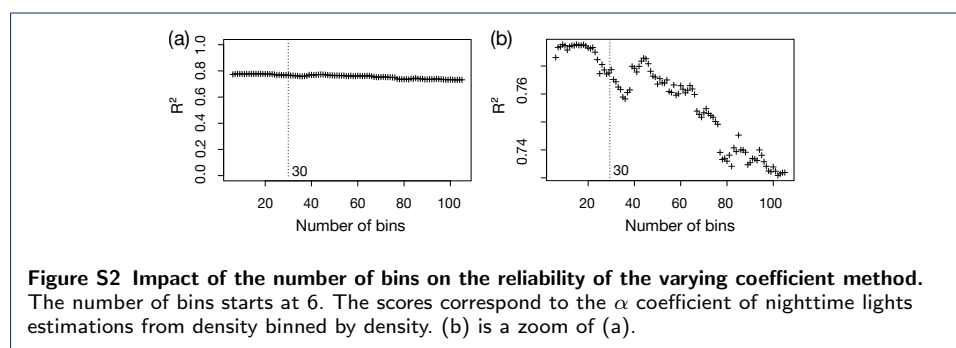 (a)
1.0
0.8
0.6
0.4
0.2
0.0
R²
30
20 40 60 80 100
Number of bins
(b)
0.76
0.74
R²
30
20 40 60 80 100
Number of bins
Figure S2 Impact of the number of bins on the reliability of the varying coefficient method.
The number of bins starts at 6. The scores correspond to the α coefficient of nighttime lights
estimations from density binned by density. (b) is a zoom of (a).